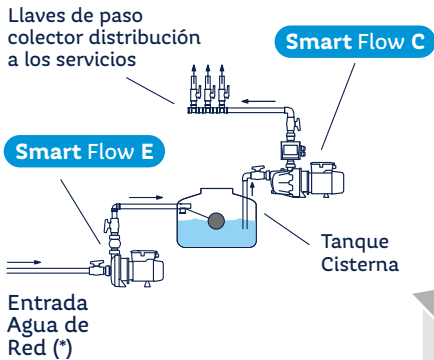 Llaves de paso
colector distribución
a los servicios
Smart Flow C
Smart Flow E
Tanque
Cisterna
Entrada
Agua de
Red (*)